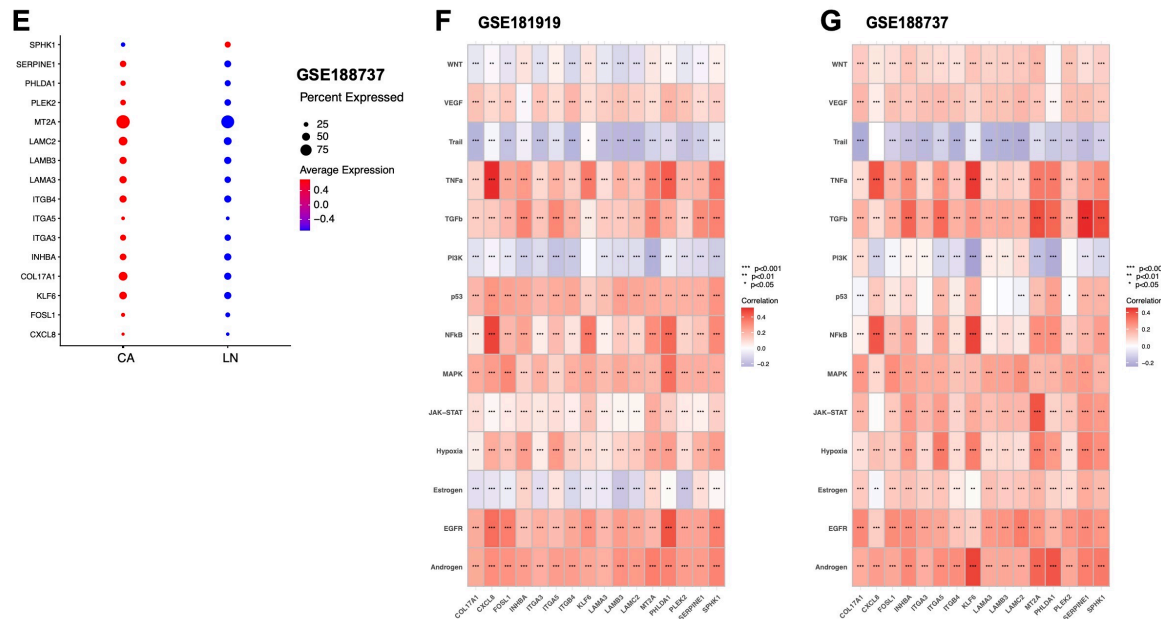 E
SPHK1
SERPINE1
PHLDA1
PLEK2
MT2A
LAMC2
LAMB3
LAMA3
ITGB4
ITGA5
ITGA3
INHBA
COL17A1
KLF6
FOSL1
CXCL8
CA LN
GSE188737
Percent Expressed
25
50
75
Average Expression
0.4
0.0
−0.4
F GSE181919
WNT
VEGF
Trail
TNFa
TGFb
PI3K
p53
NFkB
MAPK
JAK−STAT
Hypoxia
Estrogen
EGFR
Androgen
COL17A1 CXCL8 FOSL1 INHBA ITGA3 ITGA5 ITGB4 KLF6 LAMA3 LAMB3 LAMC2 MT2A PHLDA1 PLEK2 SERPINE1 SPHK1
*** p<0.001
** p<0.01
* p<0.05
Correlation
0.4
0.2
0.0
−0.2
G GSE188737
WNT
VEGF
Trail
TNFa
TGFb
PI3K
p53
NFkB
MAPK
JAK−STAT
Hypoxia
Estrogen
EGFR
Androgen
COL17A1 CXCL8 FOSL1 INHBA ITGA3 ITGA5 ITGB4 KLF6 LAMA3 LAMB3 LAMC2 MT2A PHLDA1 PLEK2 SERPINE1 SPHK1
*** p<0.00
** p<0.01
* p<0.05
Correlation
0.4
0.2
0.0
−0.2